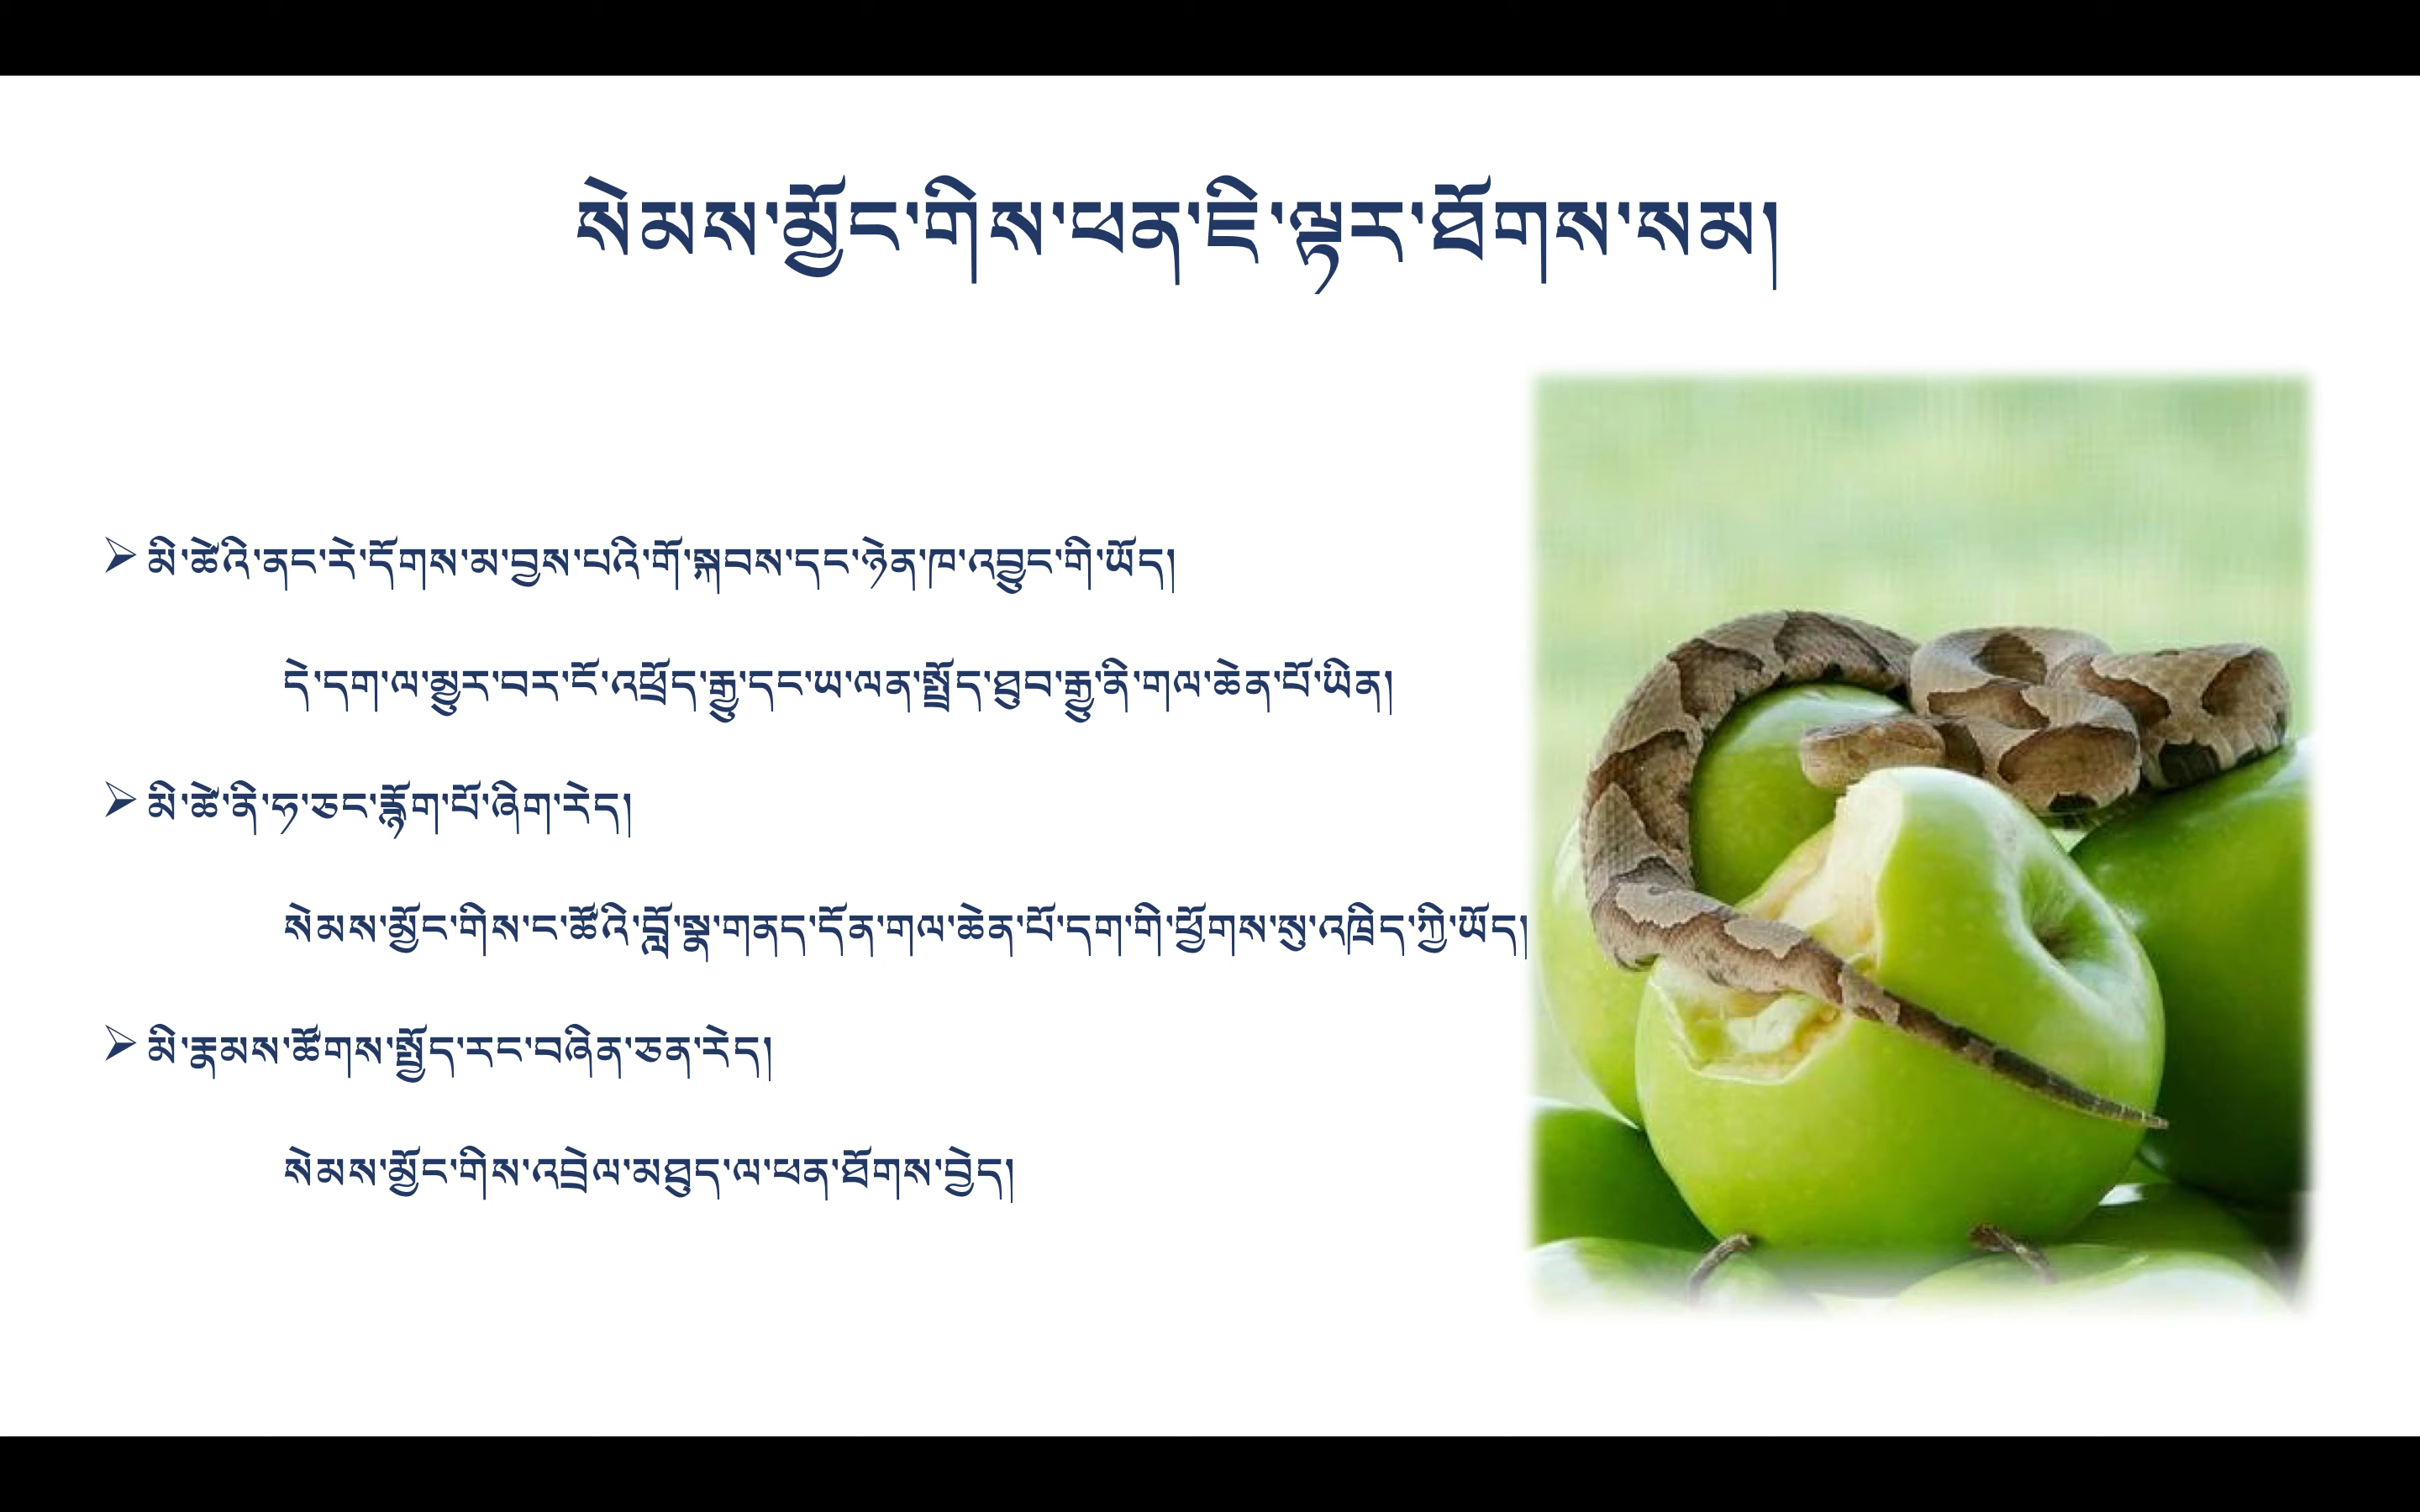 སེམས་མྱོང་གིས་ཕན་ཇི་ལྟར་ཐོགས་སམ།
➢ མི་ཚེའི་ནང་རེ་དོགས་མ་བྱས་པའི་གོ་སྐབས་དང་ཉེན་ཁ་འབྱུང་གི་ཡོད།
དེ་དག་ལ་མྱུར་བར་ངོ་འཕྲོད་རྒྱུ་དང་ཡ་ལན་སྤྲོད་ཐུབ་རྒྱུ་ནི་གལ་ཆེན་པོ་ཡིན།
➢ མི་ཚེ་ནི་ཧ་ཅང་རྙོག་པོ་ཞིག་རེད།
སེམས་མྱོང་གིས་ང་ཚོའི་བློ་སྣ་གནད་དོན་གལ་ཆེན་པོ་དག་གི་ཕྱོགས་སུ་འཁྲིད་ཀྱི་ཡོད།
➢ མི་རྣམས་ཚོགས་སྤྱོད་རང་བཞིན་ཅན་རེད།
སེམས་མྱོང་གིས་འབྲེལ་མཐུད་ལ་ཕན་ཐོགས་བྱེད།